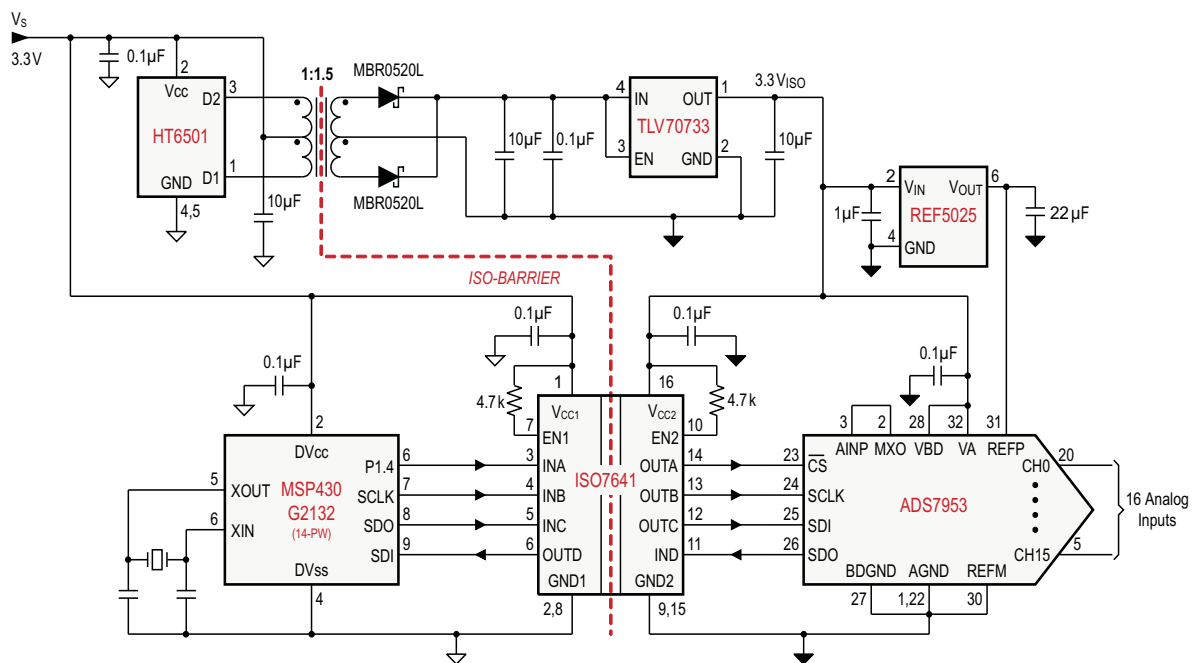 VS
3.3V
0.1µF
2
Vcc
D2
3
HT6501
D1
1
GND
4,5
10µF
1:1.5
MBR0520L
MBR0520L
10µF
0.1µF
4
IN
OUT
1
TLV70733
3
EN
GND
2
3.3VISO
10µF
2
VIN
VOUT
6
REF5025
1µF
4
GND
22µF
ISO-BARRIER
0.1µF
0.1µF
0.1µF
0.1µF
4.7k
1
16
4.7k
2
DVcc
P1.4
6
5
XOUT
MSP430
SCLK
7
G2132
6
XIN
(14-PW)
SDO
8
SDI
9
DVss
4
VCC1
VCC2
7
EN1
EN2
10
3
INA
OUTA
14
ISO7641
4
INB
OUTB
13
5
INC
OUTC
12
6
OUTD
IND
11
GND1
GND2
2,8
9,15
3
2
28
32
31
AINP
MXO
VBD
VA
REFP
23
CS
CH0
20
24
SCLK
ADS7953
25
SDI
26
SDO
CH15
5
16 Analog
Inputs
BDGND
AGND
REFM
27
1,22
30